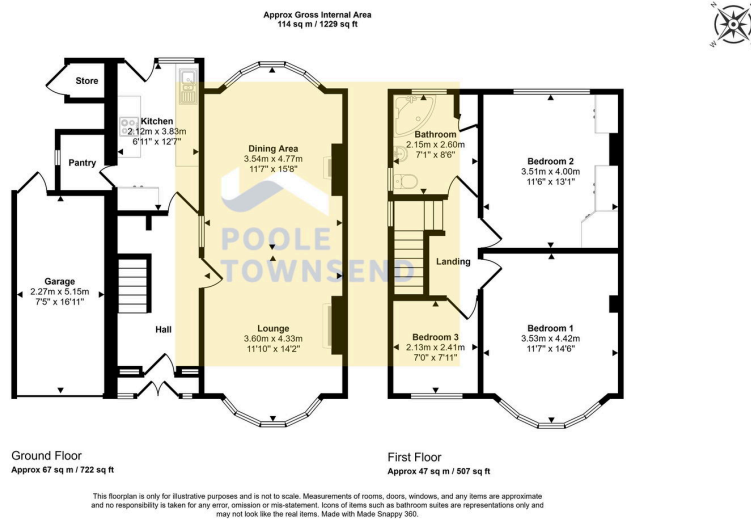 Approx Gross Internal Area
114 sq m / 1229 sq ft
N
E
S
W
Store
Kitchen
2.12m x 3.83m
6'11" x 12'7"
Pantry
Dining Area
3.54m x 4.77m
11'7" x 15'8"
POOLE
TOWNSEND
Garage
2.27m x 5.15m
7'5" x 16'11"
Hall
Lounge
3.60m x 4.33m
11'10" x 14'2"
Bathroom
2.15m x 2.60m
7'1" x 8'6"
Bedroom 2
3.51m x 4.00m
11'6" x 13'1"
Landing
Bedroom 3
2.13m x 2.41m
7'0" x 7'11"
Bedroom 1
3.53m x 4.42m
11'7" x 14'6"
Ground Floor
Approx 67 sq m / 722 sq ft
First Floor
Approx 47 sq m / 507 sq ft
This floorplan is only for illustrative purposes and is not to scale. Measurements of rooms, doors, windows, and any items are approximate
and no responsibility is taken for any error, omission or mis-statement. Icons of items such as bathroom suites are representations only and
may not look like the real items. Made with Made Snappy 360.